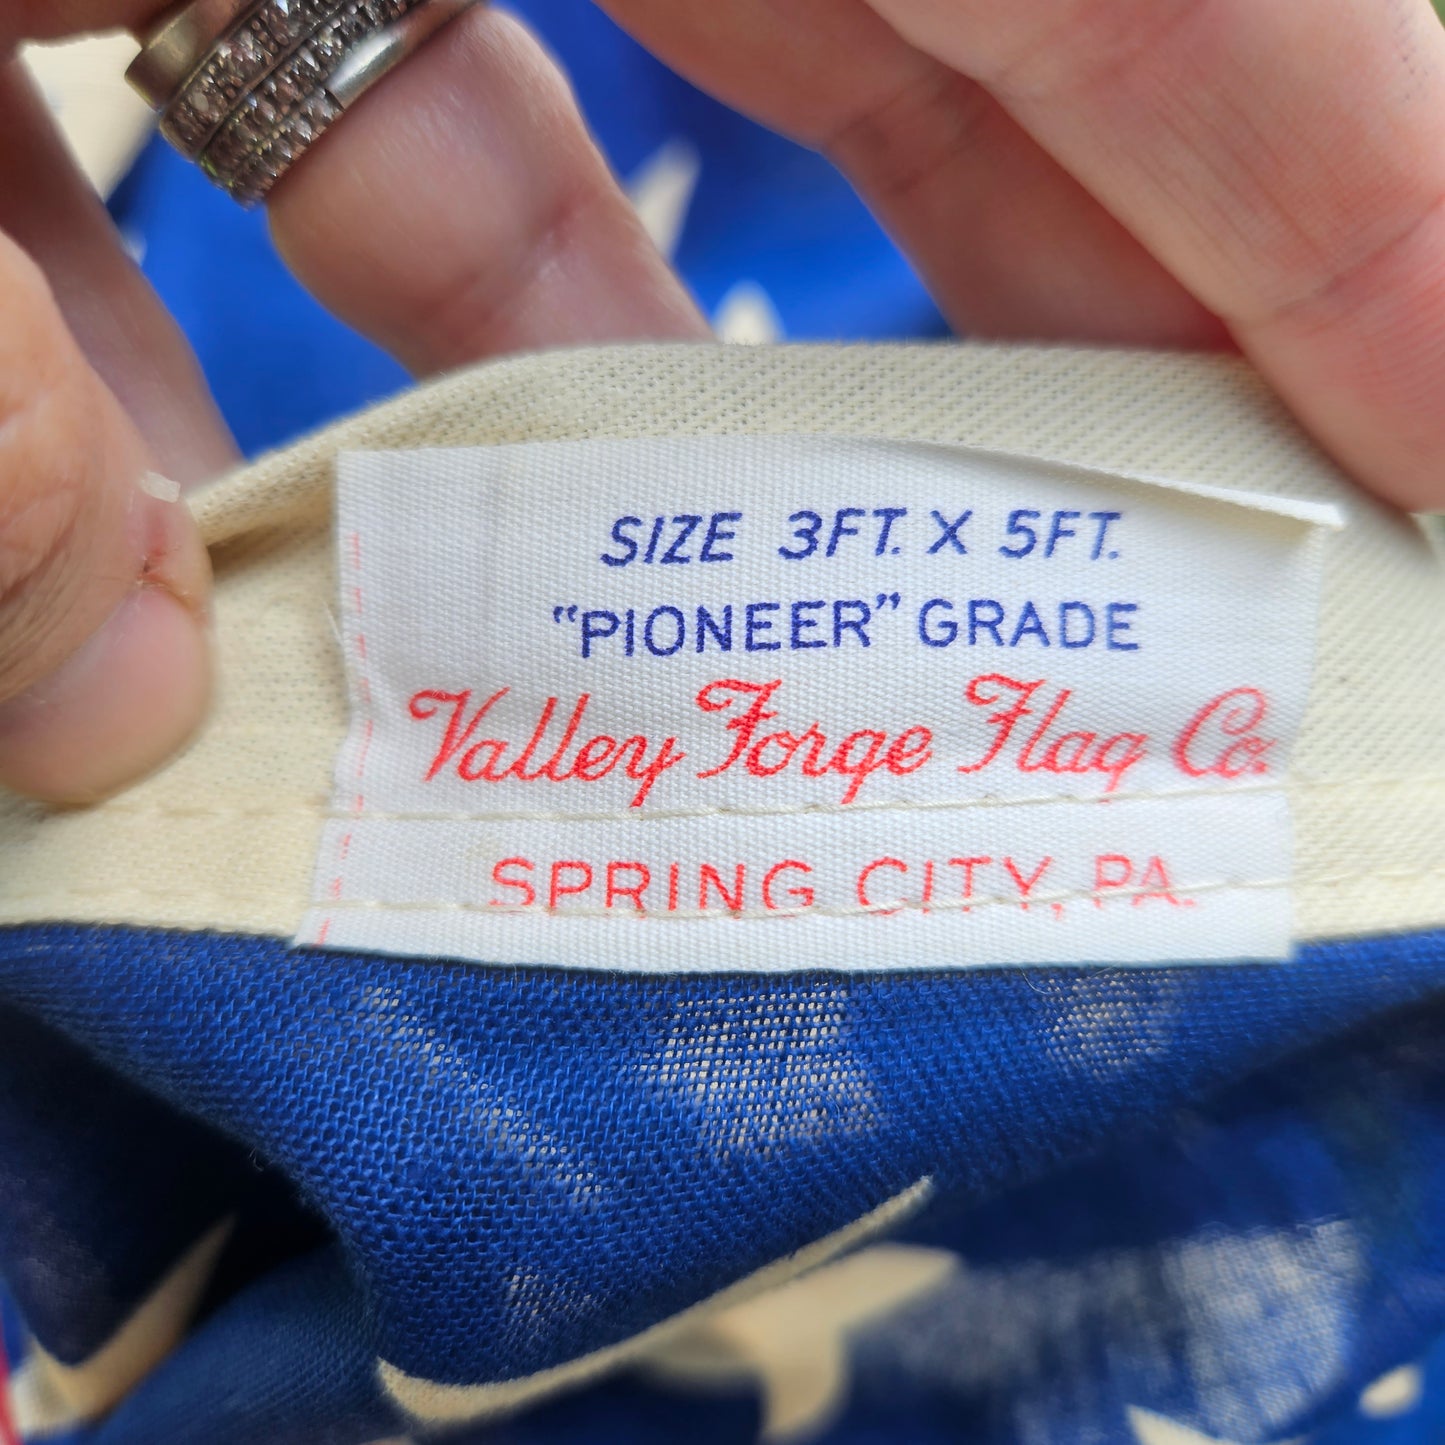 SIZE 3FT. X 5FT.
“PIONEER” GRADE
Valley Forge Flag Co.
SPRING CITY, PA.